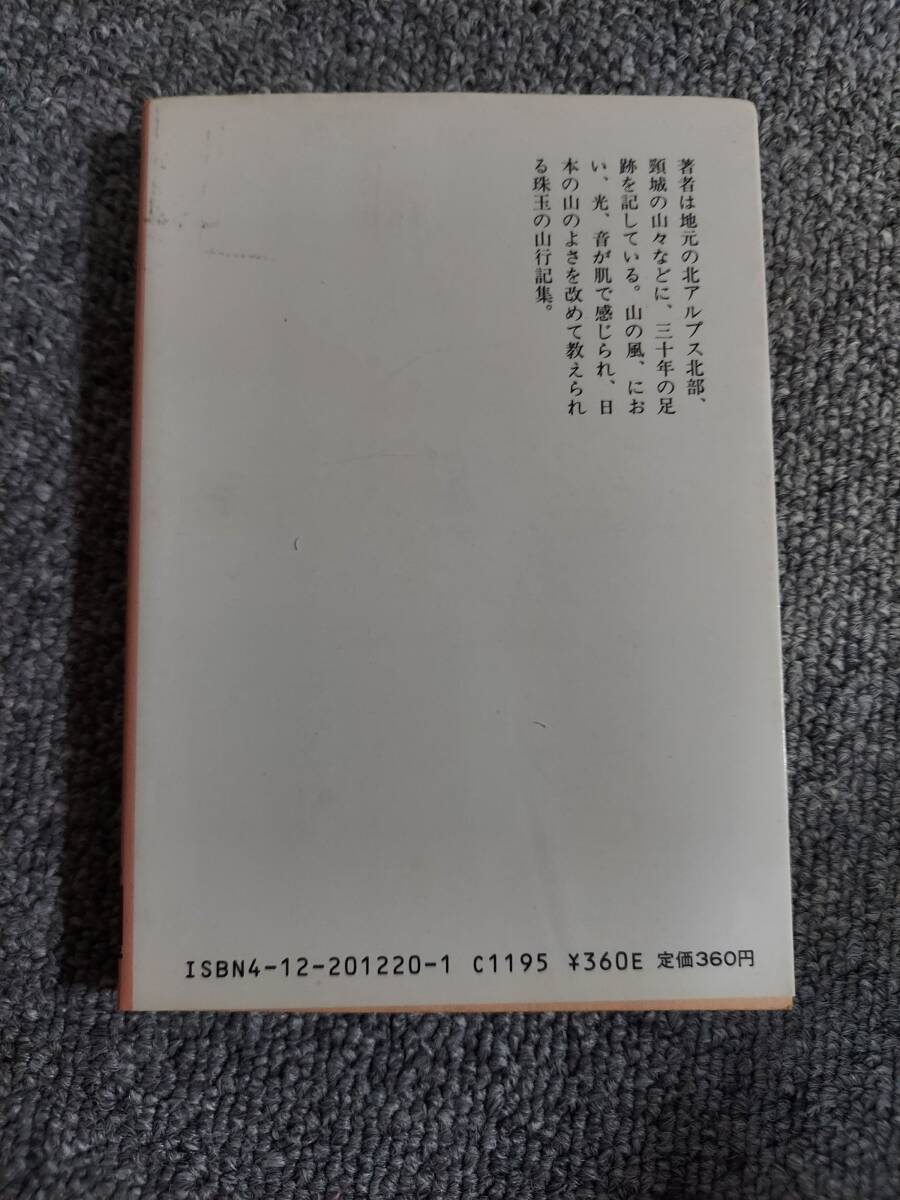 著者は地元の北アルプス北部、
頸城の山々などに、三十年の足
跡を記している。山の風、にお
い、光、音が肌で感じられ、日
本の山のよさを改めて教えられ
る珠玉の山行記集。
ISBN4-12-201220-1 C1195 ¥360E 定価360円